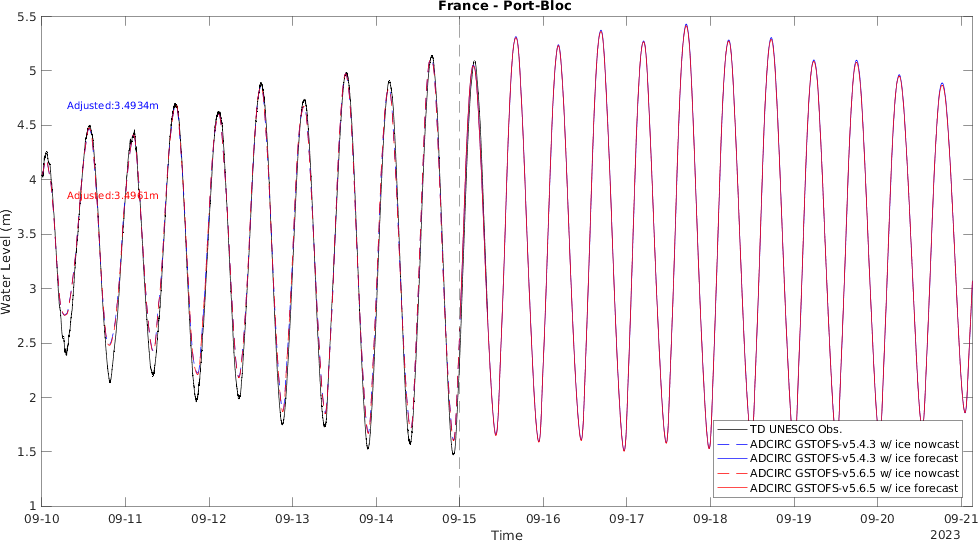 France - Port-Bloc
5.5
5
4.5
4
3.5
3
2.5
2
1.5
1
Water Level (m)
Adjusted:3.4934m
Adjusted:3.4961m
TD UNESCO Obs.
ADCIRC GSTOFS-v5.4.3 w/ ice nowcast
ADCIRC GSTOFS-v5.4.3 w/ ice forecast
ADCIRC GSTOFS-v5.6.5 w/ ice nowcast
ADCIRC GSTOFS-v5.6.5 w/ ice forecast
09-10 09-11 09-12 09-13 09-14 09-15 09-16 09-17 09-18 09-19 09-20 09-21
Time
2023